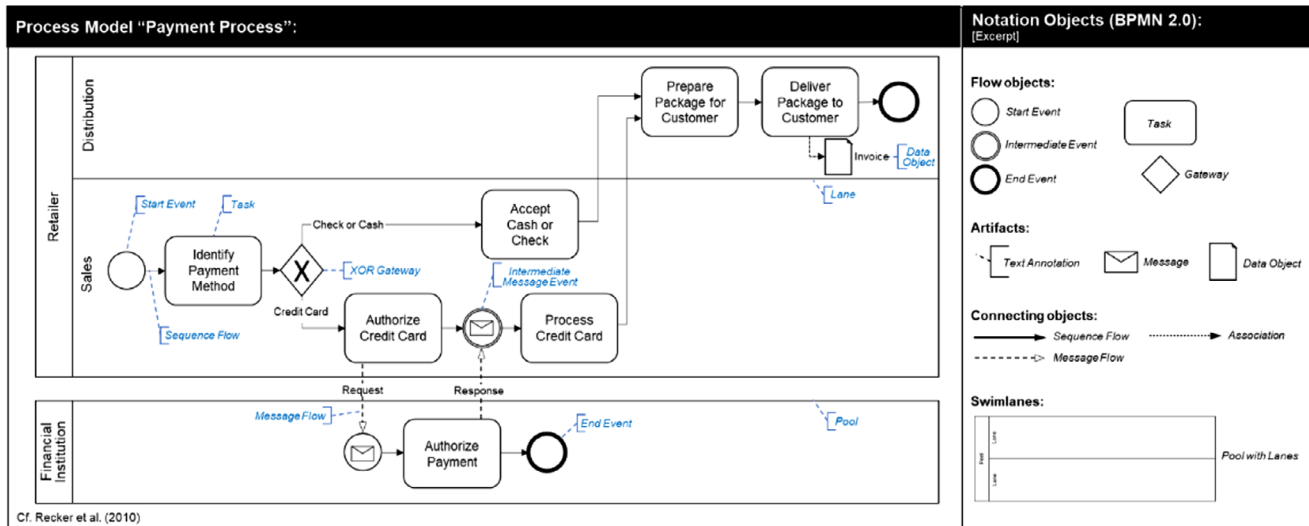 Process Model “Payment Process”:
Retailer
Distribution
Prepare
Package for
Customer
Deliver
Package to
Customer
Invoice
Data
Object
Lane
Sales
Start Event
Task
Identify
Payment
Method
Sequence Flow
Check or Cash
X
XOR Gateway
Credit Card
Accept
Cash or
Check
Intermediate
Message Event
Authorize
Credit Card
Process
Credit Card
Request
Response
Financial
Institution
Message Flow
Authorize
Payment
End Event
Pool
Cf. Recker et al. (2010)
Notation Objects (BPMN 2.0):
[Excerpt]
Flow objects:
Start Event
Task
Intermediate Event
Gateway
End Event
Artifacts:
Text Annotation
Message
Data Object
Connecting objects:
Sequence Flow
Association
Message Flow
Swimlanes:
Pool
Lane
Lane
Pool with Lanes